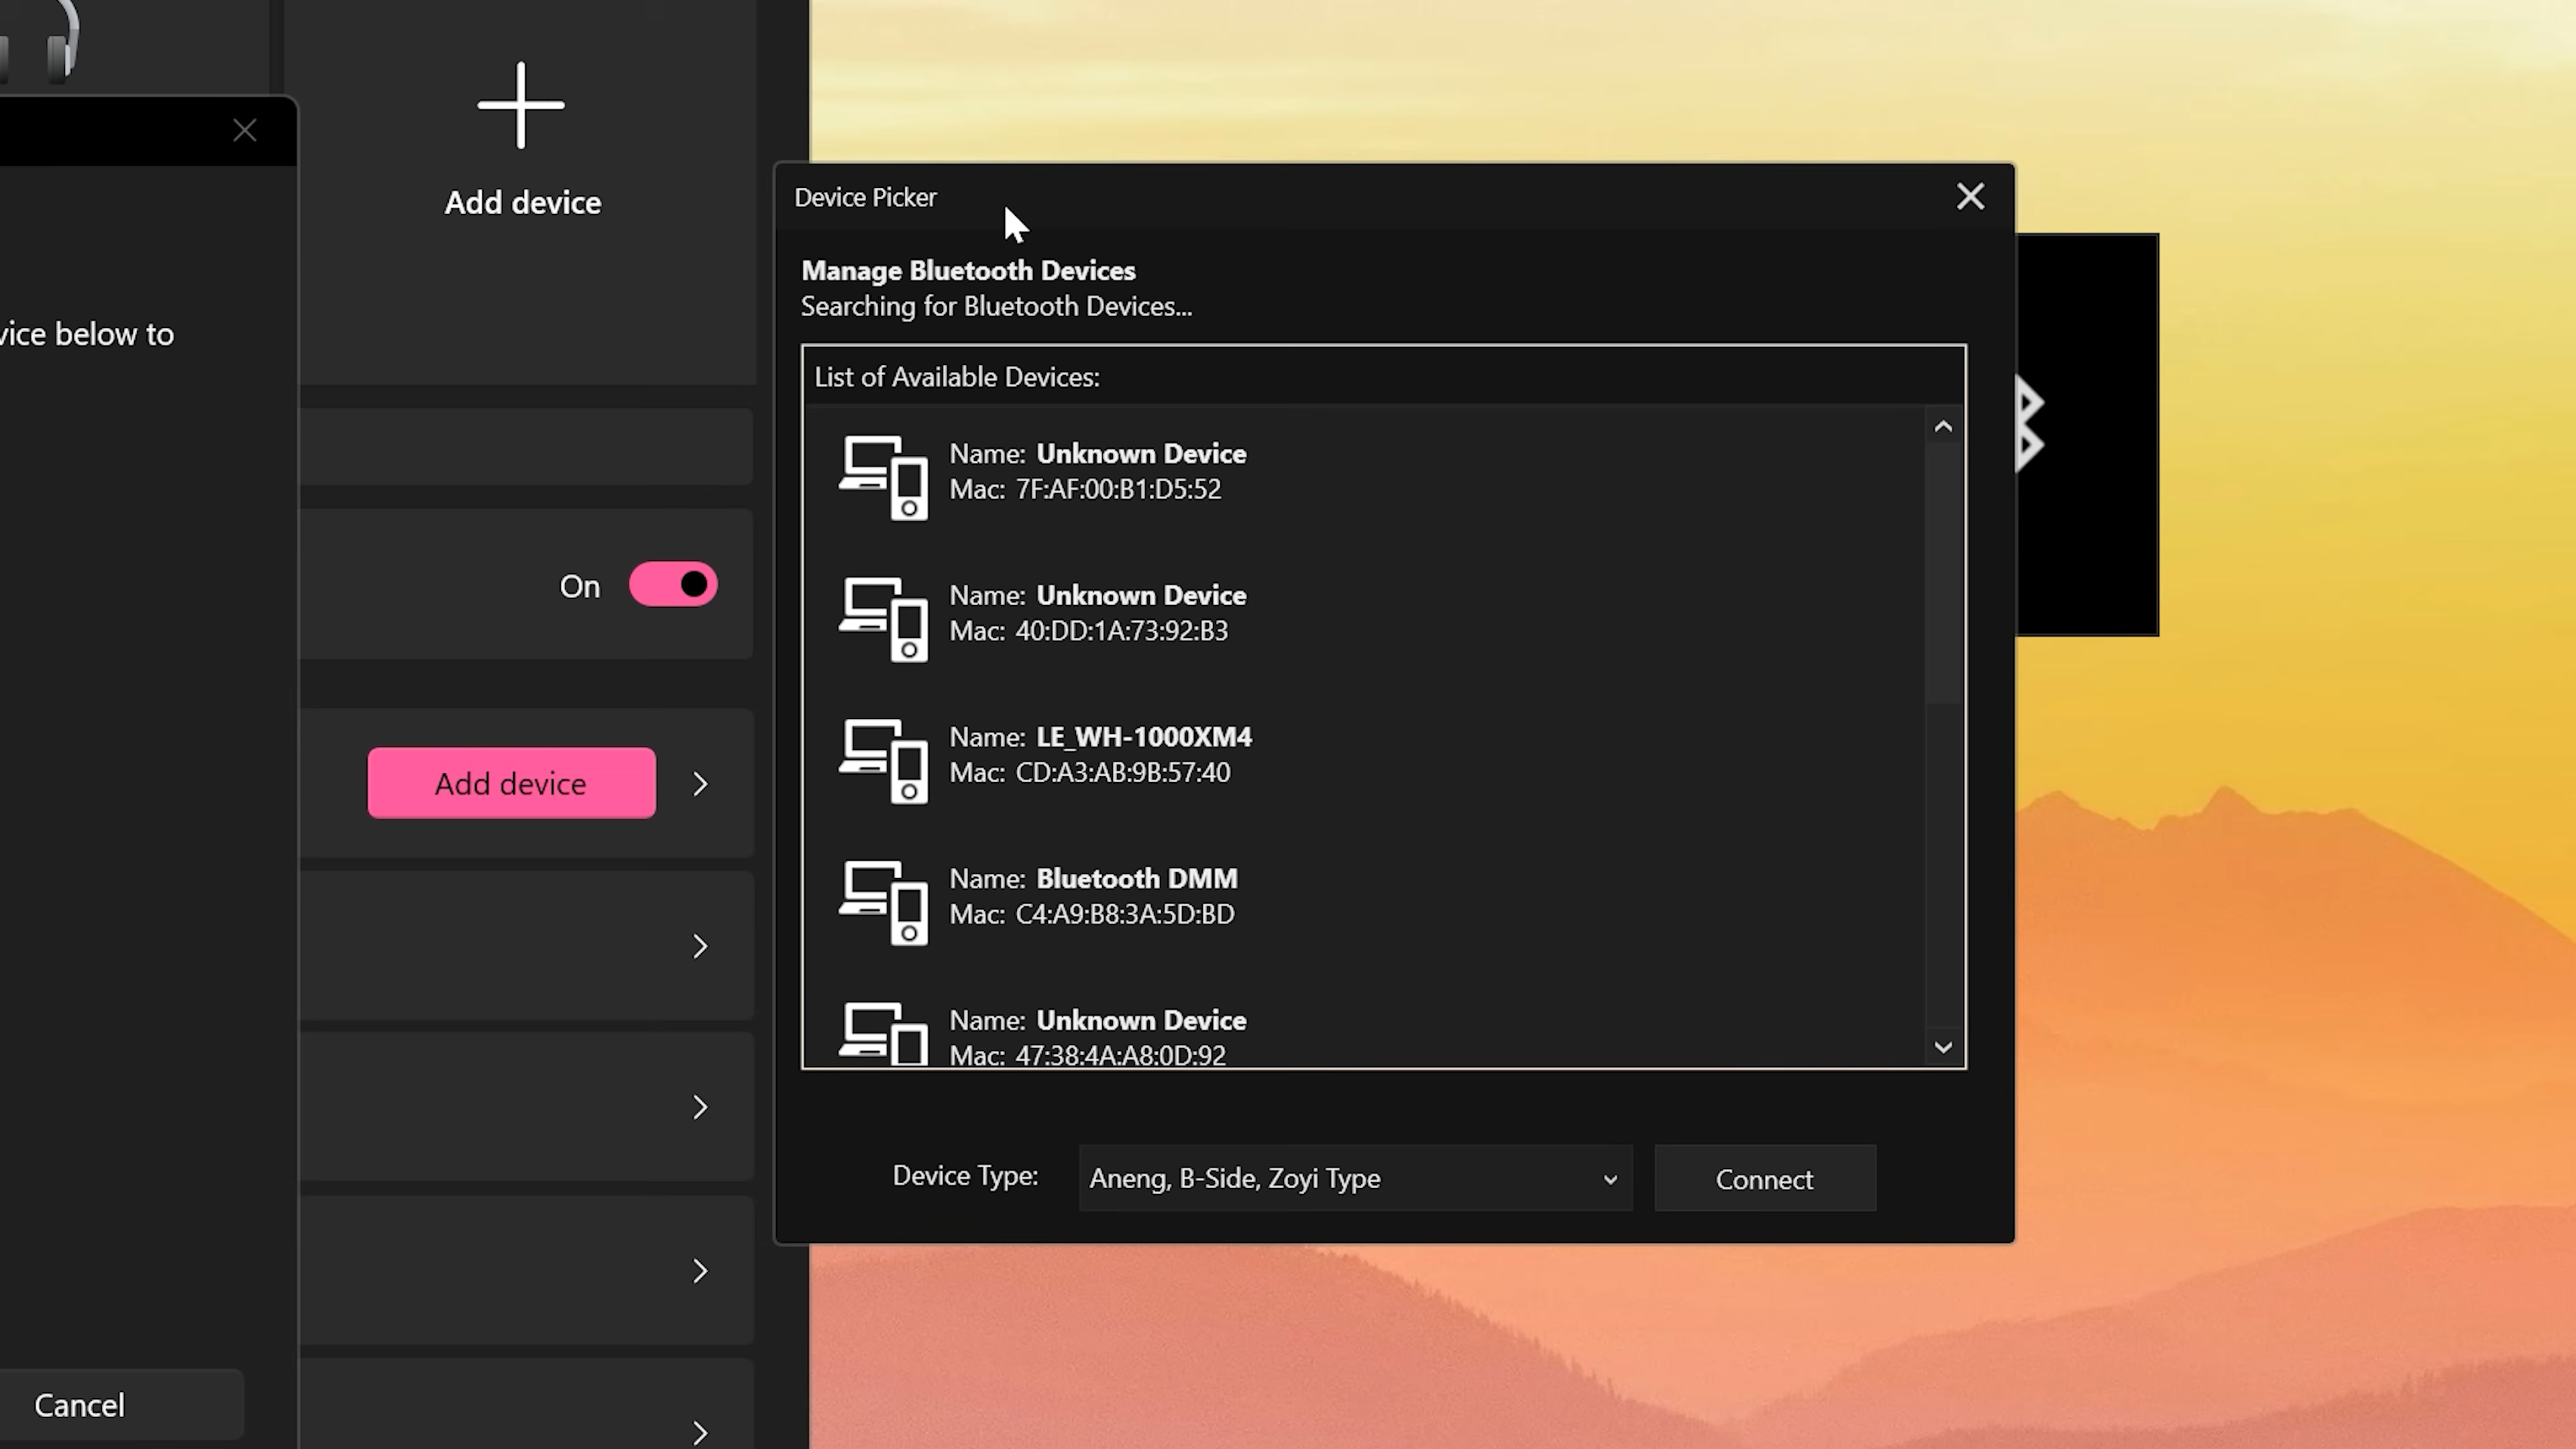 Add device
vice below to
On
Add device
Cancel
Device Picker
Manage Bluetooth Devices
Searching for Bluetooth Devices...
List of Available Devices:
Name: Unknown Device
Mac: 7F:AF:00:B1:D5:52
Name: Unknown Device
Mac: 40:DD:1A:73:92:B3
Name: LE_WH-1000XM4
Mac: CD:A3:AB:9B:57:40
Name: Bluetooth DMM
Mac: C4:A9:B8:3A:5D:BD
Name: Unknown Device
Mac: 47:38:4A:A8:0D:92
Device Type: Aneng, B-Side, Zoyi Type Connect